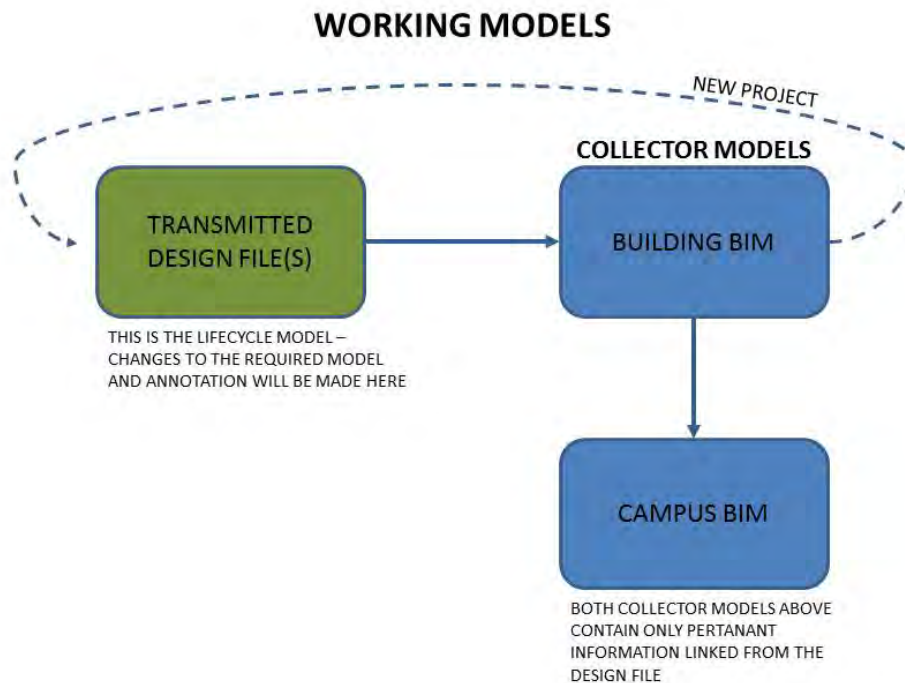 WORKING MODELS
NEW PROJECT
COLLECTOR MODELS
TRANSMITTED
DESIGN FILE(S)
BUILDING BIM
THIS IS THE LIFECYCLE MODEL –
CHANGES TO THE REQUIRED MODEL
AND ANNOTATION WILL BE MADE HERE
CAMPUS BIM
BOTH COLLECTOR MODELS ABOVE
CONTAIN ONLY PERTANANT
INFORMATION LINKED FROM THE
DESIGN FILE